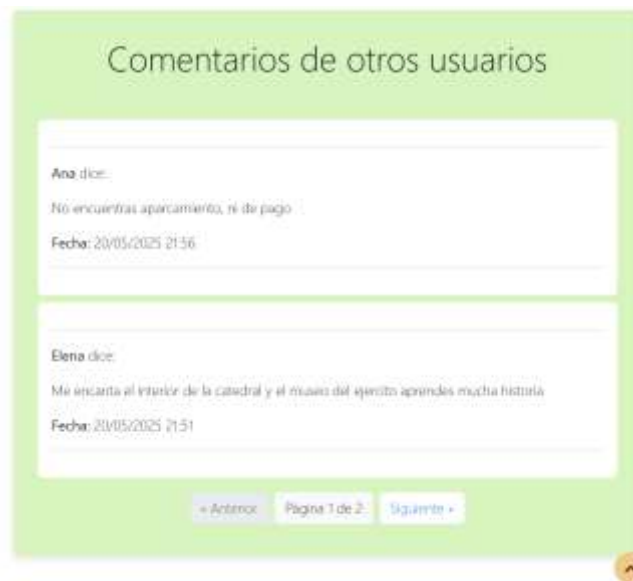 Comentarios de otros usuarios
Ana dice:
No encuentras aparcamiento, ni de pago
Fecha: 20/05/2025 21:56
Elena dice:
Me encanta el interior de la catedral y el museo del ejercito aprendes mucha historia
Fecha: 20/05/2025 21:51
« Anterior Página 1 de 2 Siguiente »